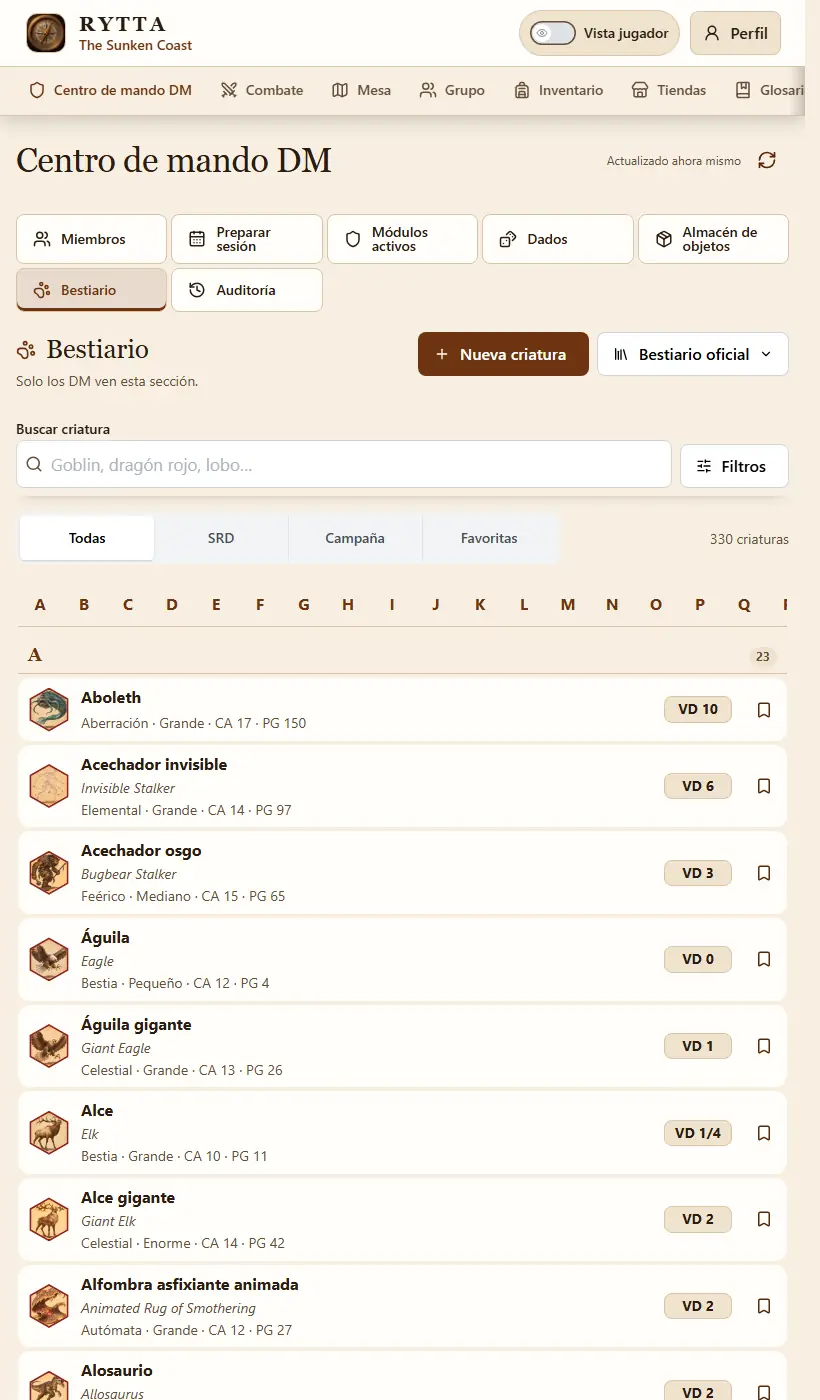 RYTTA
The Sunken Coast
Vista jugador
Perfil
Centro de mando DM
Combate
Mesa
Grupo
Inventario
Tiendas
Glosari
Centro de mando DM
Actualizado ahora mismo
Miembros
Preparar
sesión
Módulos
activos
Dados
Almacén de
objetos
Bestiario
Auditoría
Bestiario
Solo los DM ven esta sección.
Nueva criatura
Bestiario oficial
Buscar criatura
Goblin, dragón rojo, lobo...
Filtros
Todas
SRD
Campaña
Favoritas
330 criaturas
A B C D E F G H I J K L M N O P Q
A
23
Aboleth
Aberración · Grande · CA 17 · PG 150
VD 10
Acechador invisible
Invisible Stalker
Elemental · Grande · CA 14 · PG 97
VD 6
Acechador osgo
Bugbear Stalker
Feérico · Mediano · CA 15 · PG 65
VD 3
Águila
Eagle
Bestia · Pequeño · CA 12 · PG 4
VD 0
Águila gigante
Giant Eagle
Celestial · Grande · CA 13 · PG 26
VD 1
Alce
Elk
Bestia · Grande · CA 10 · PG 11
VD 1/4
Alce gigante
Giant Elk
Celestial · Enorme · CA 14 · PG 42
VD 2
Alfombra asfixiante animada
Animated Rug of Smothering
Autómata · Grande · CA 12 · PG 27
VD 2
Alosaurio
Allosaurus
VD 2